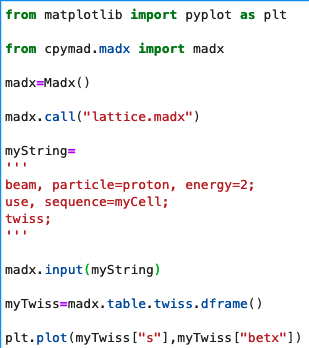 from matplotlib import pyplot as plt
from cpymad.madx import madx
madx=Madx()
madx.call("lattice.madx")
myString=
'''
beam, particle=proton, energy=2;
use, sequence=myCell;
twiss;
'''
madx.input(myString)
myTwiss=madx.table.twiss.dframe()
plt.plot(myTwiss["s"],myTwiss["betx"])